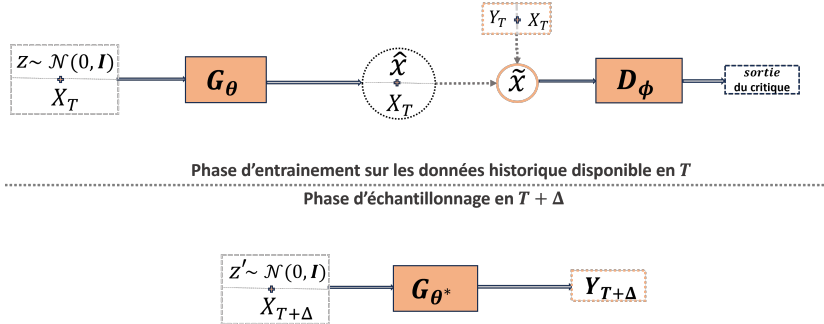 Y_T + X_T
Z~ N(0, I)
+
X_T
G_θ
x̂
+
X_T
x̃
D_ϕ
sortie
du critique
Phase d'entrainement sur les données historique disponible en T
Phase d'échantillonnage en T + Δ
Z′~ N(0, I)
+
X_{T+Δ}
G_{θ*}
Y_{T+Δ}